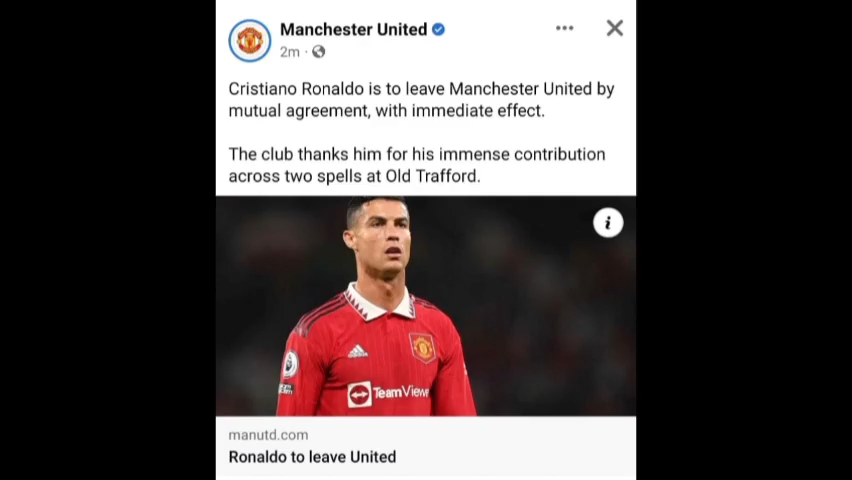 Manchester United
2m
Cristiano Ronaldo is to leave Manchester United by
mutual agreement, with immediate effect.
The club thanks him for his immense contribution
across two spells at Old Trafford.
i
TeamView
manutd.com
Ronaldo to leave United